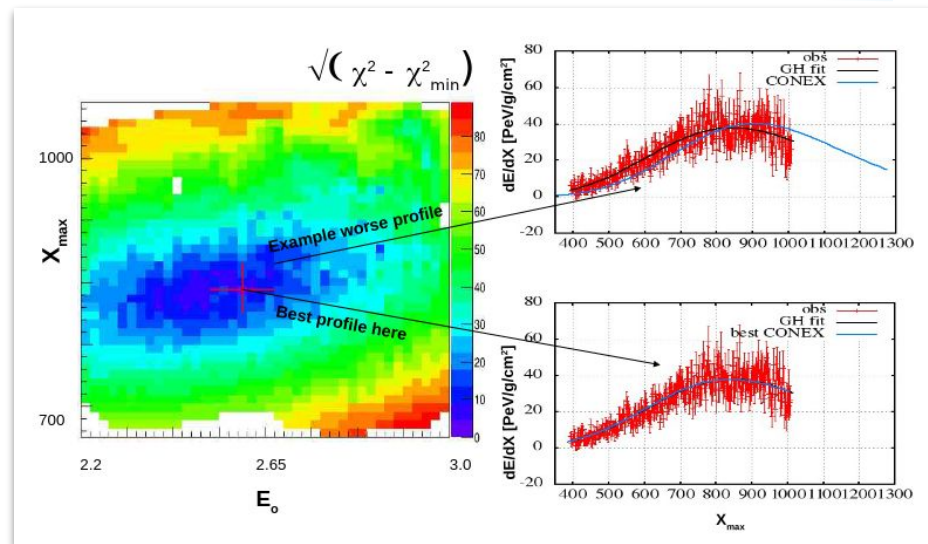 √( χ² - χ²min)
80
70
60
50
40
30
20
10
0
1000
Xmax
700
2.2
2.65
3.0
Eo
Example worse profile
Best profile here
dE/dX [PeV/g/cm²]
80
60
40
20
0
-20
obs
GH fit
CONEX
400 500 600 700 800 900 1000 1100 1200 1300
dE/dX [PeV/g/cm²]
80
60
40
20
0
-20
obs
GH fit
best CONEX
400 500 600 700 800 900 1000 1100 1200 1300
Xmax